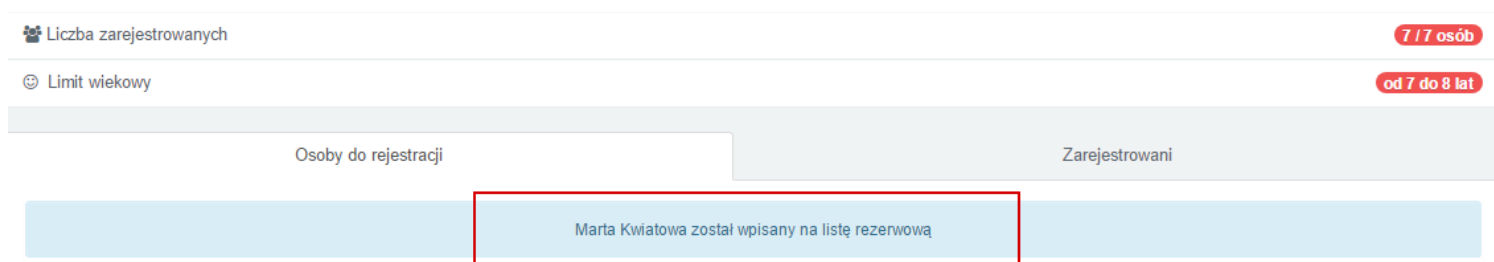 Liczba zarejestrowanych
7 / 7 osób
Limit wiekowy
od 7 do 8 lat
Osoby do rejestracji
Zarejestrowani
Marta Kwiatowa został wpisany na listę rezerwową